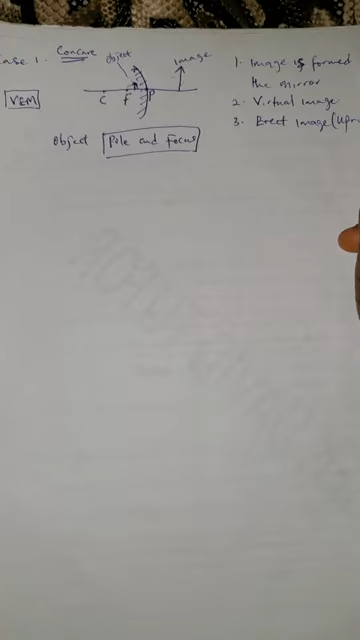 Case 1. Concave
Object
Image
C F P
VEM
Object Pole and Focus
1. Image is formed
the mirror
2. Virtual image
3. Erect image (Upr